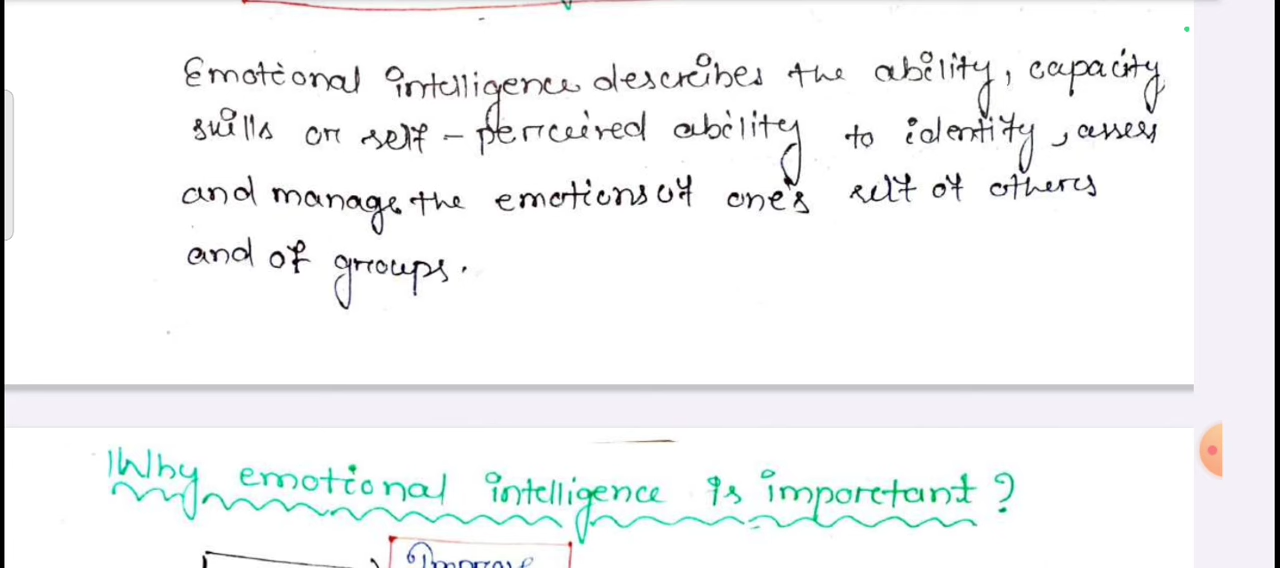 Emotional intelligence describes the ability, capacity
skills or self-perceived ability to identity, assess
and manage the emotions of one's self of others
and of groups.
Why emotional intelligence is important?
Improve